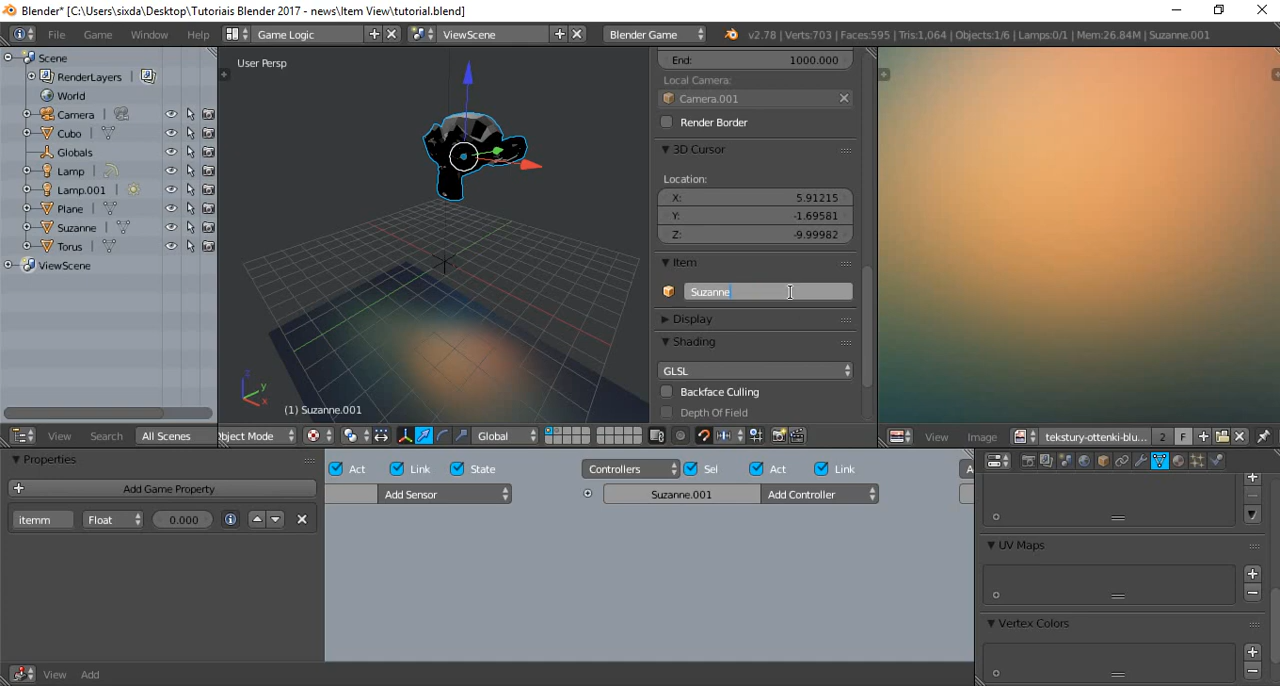 Blender* [C:\Users\sixda\Desktop\Tutoriais Blender 2017 - news\Item View\tutorial.blend]
File Game Window Help Game Logic ViewScene Blender Game v2.78 | Verts:703 | Faces:595 | Tris:1,064 | Objects:1/6 | Lamps:0/1 | Mem:26.84M | Suzanne.001
Scene
RenderLayers
World
Camera
Cubo
Globals
Lamp
Lamp.001
Plane
Suzanne
Torus
ViewScene
View Search All Scenes
User Persp
z
y
x
(1) Suzanne.001
End: 1000.000
Local Camera:
Camera.001
Render Border
3D Cursor
Location:
X: 5.91215
Y: -1.69581
Z: -9.99982
Item
Suzanne
Display
Shading
GLSL
Backface Culling
Depth Of Field
bject Mode Global
View Image tekstury-ottenki-blu... 2 F
Properties
Add Game Property
itemm Float 0.000
Act Link State Controllers Sel Act Link A
Add Sensor Suzanne.001 Add Controller
UV Maps
Vertex Colors
View Add